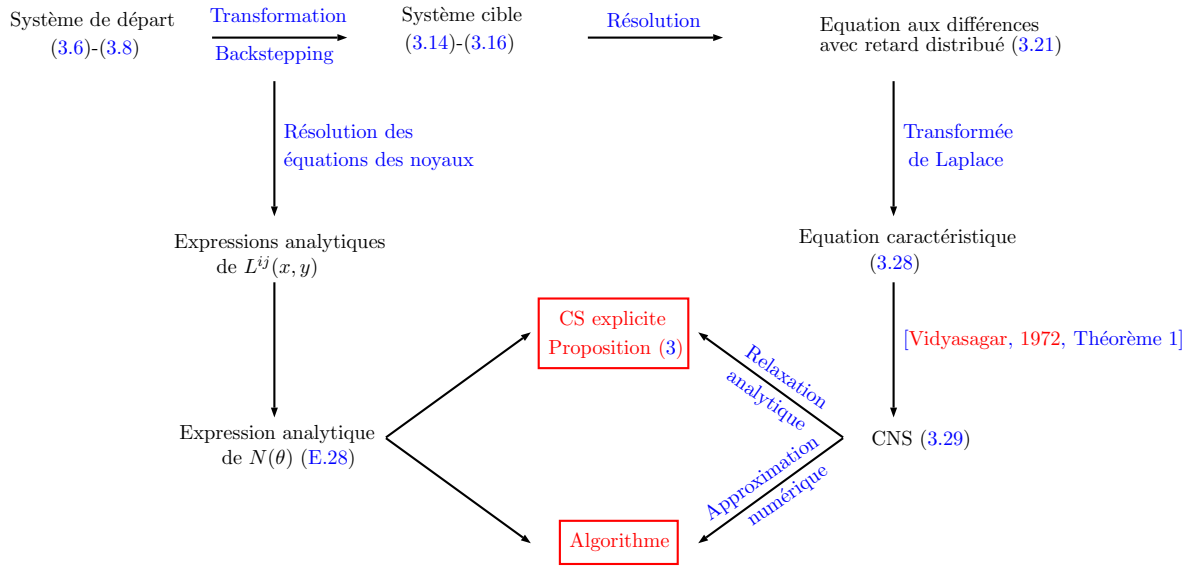 Système de départ
(3.6)-(3.8)
Transformation
Backstepping
Système cible
(3.14)-(3.16)
Résolution
Equation aux différences
avec retard distribué (3.21)
Résolution des
équations des noyaux
Transformée
de Laplace
Expressions analytiques
de $L^{ij}(x, y)$
Equation caractéristique
(3.28)
CS explicite
Proposition (3)
[Vidyasagar, 1972, Théorème 1]
Relaxation
analytique
Expression analytique
de $N(\theta)$ (E.28)
CNS (3.29)
Approximation
numérique
Algorithme